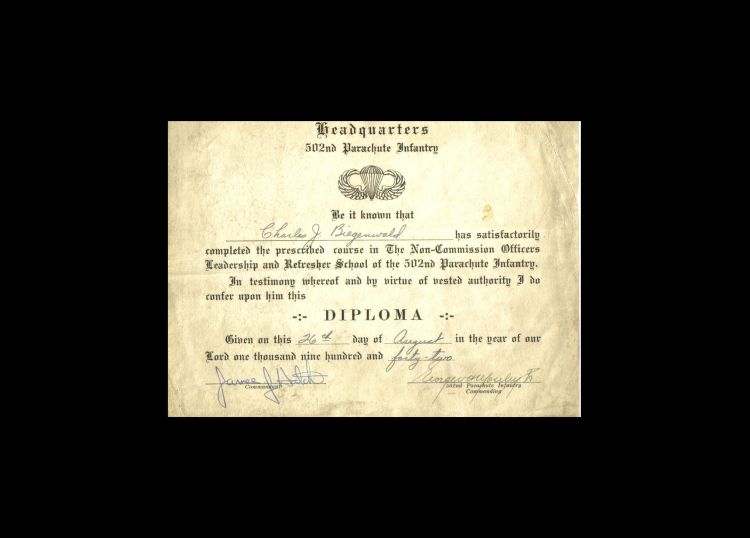 Headquarters
502nd Parachute Infantry
Be it known that
Charles J. Biegenwald has satisfactorily
completed the prescribed course in The Non-Commission Officers
Leadership and Refresher School of the 502nd Parachute Infantry.
In testimony whereof and by virtue of vested authority I do
confer upon him this
-:- DIPLOMA -:-
Given on this 26th day of August in the year of our
Lord one thousand nine hundred and forty-two
James J. Hatch
Commandant
502nd Parachute Infantry
Commanding